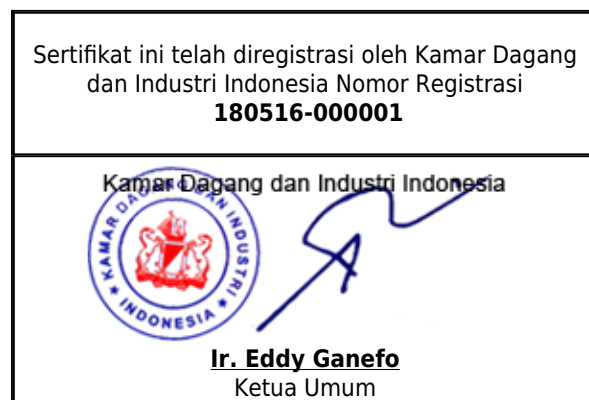 Sertifikat ini telah diregistrasi oleh Kamar Dagang
dan Industri Indonesia Nomor Registrasi
180516-000001
Kamar Dagang dan Industri Indonesia
KAMAR DAGANG DAN INDUSTRI
★ INDONESIA ★
Ir. Eddy Ganefo
Ketua Umum